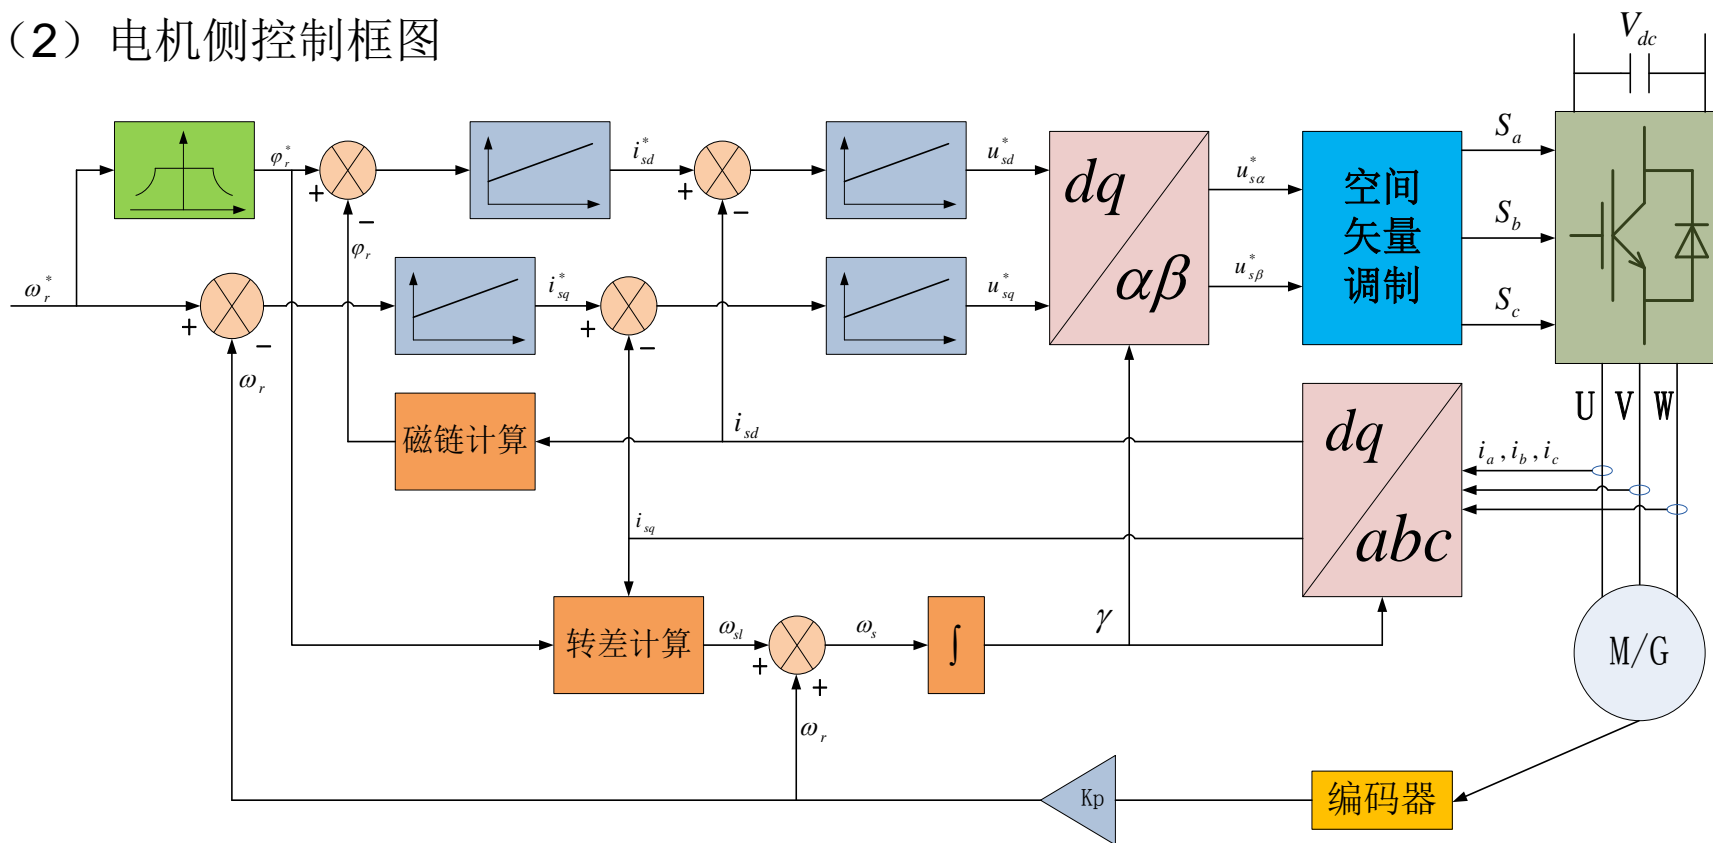 （2）电机侧控制框图
V_dc
φ_r^*
i_sd^*
u_sd^*
dq
αβ
u_sα^*
u_sβ^*
空间
矢量
调制
S_a
S_b
S_c
+
−
+
−
φ_r
ω_r^*
+
−
i_sq^*
+
−
u_sq^*
ω_r
U V W
磁链计算
i_sd
dq
abc
i_a , i_b , i_c
i_sq
转差计算
ω_sl
+
+
ω_s
∫
γ
M/G
ω_r
Kp
编码器